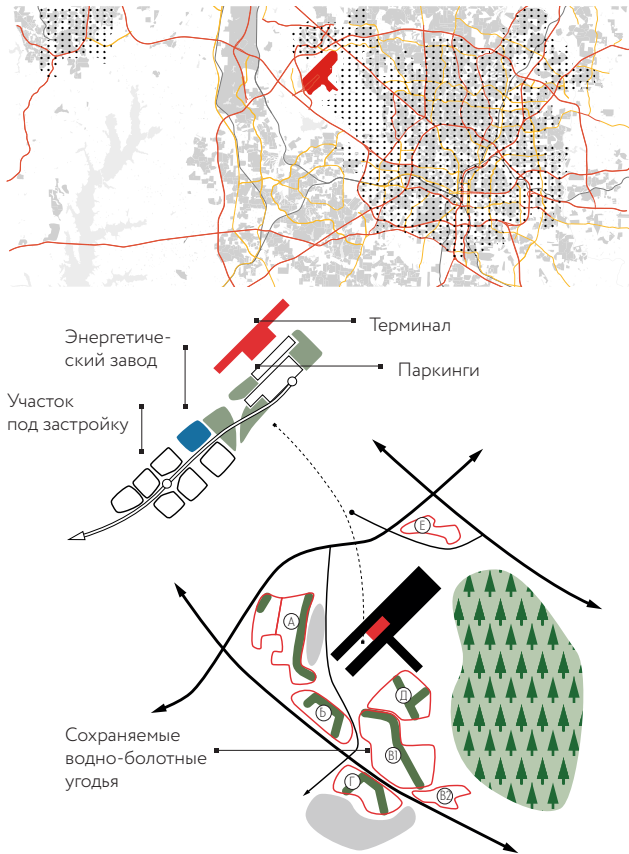 Терминал
Энергетиче-
ский завод
Паркинги
Участок
под застройку
Е
А
Д
Б
Сохраняемые
водно-болотные
угодья
В1
Г
В2